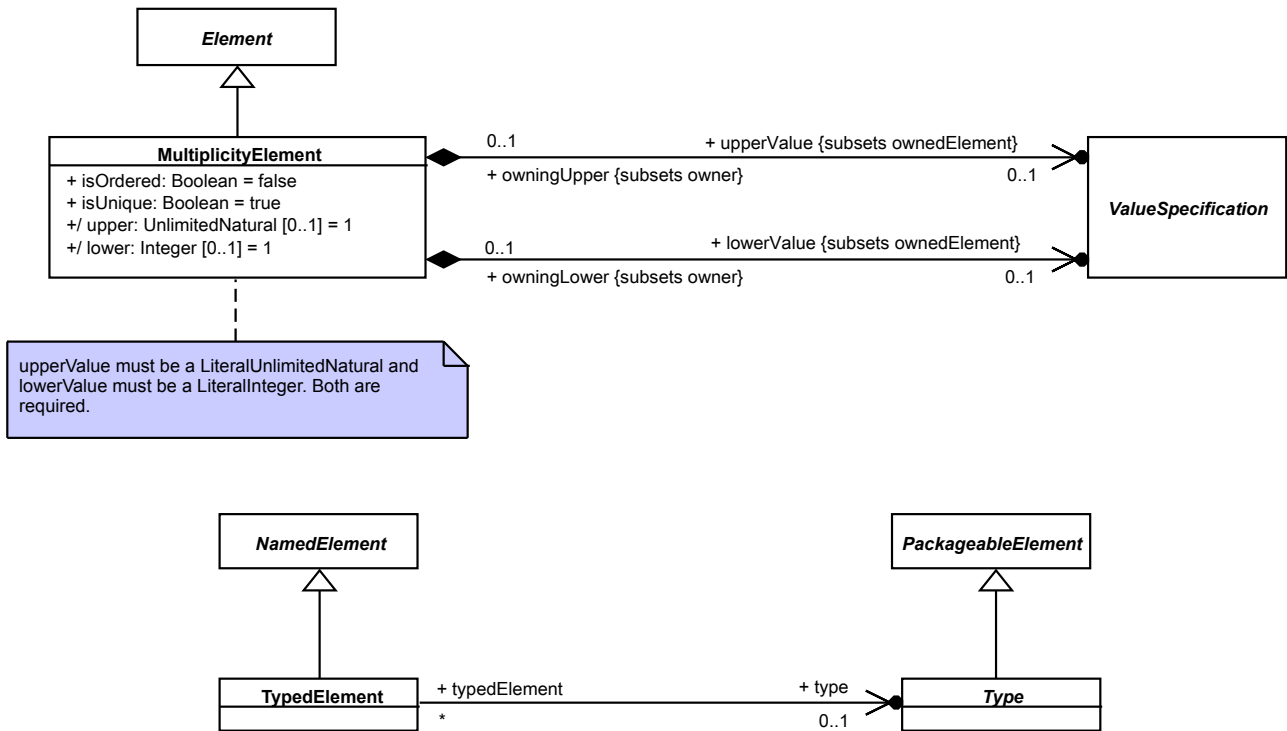 Element
MultiplicityElement
+ isOrdered: Boolean = false
+ isUnique: Boolean = true
+/ upper: UnlimitedNatural [0..1] = 1
+/ lower: Integer [0..1] = 1
0..1
+ upperValue {subsets ownedElement}
+ owningUpper {subsets owner}
0..1
0..1
+ lowerValue {subsets ownedElement}
+ owningLower {subsets owner}
0..1
ValueSpecification
upperValue must be a LiteralUnlimitedNatural and
lowerValue must be a LiteralInteger. Both are
required.
NamedElement
PackageableElement
TypedElement
+ typedElement
+ type
*
0..1
Type